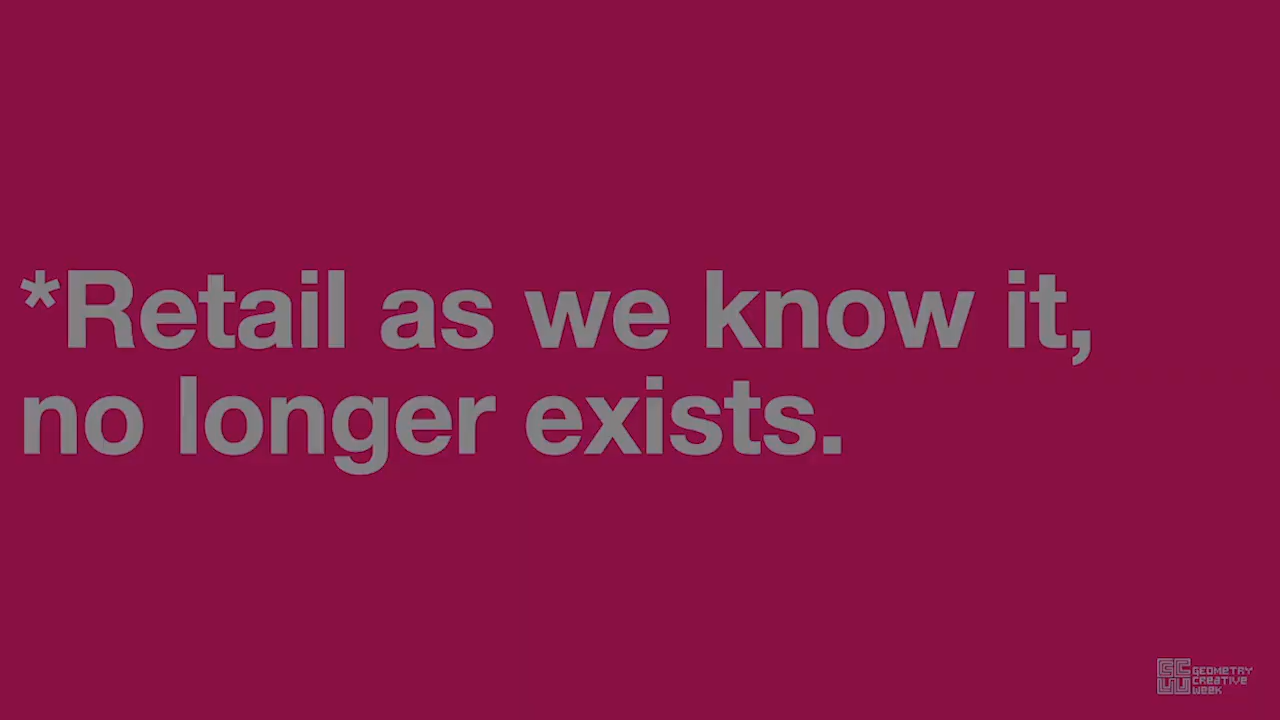 *Retail as we know it,
no longer exists.
GEOMETRY
CREATIVE
WEEK